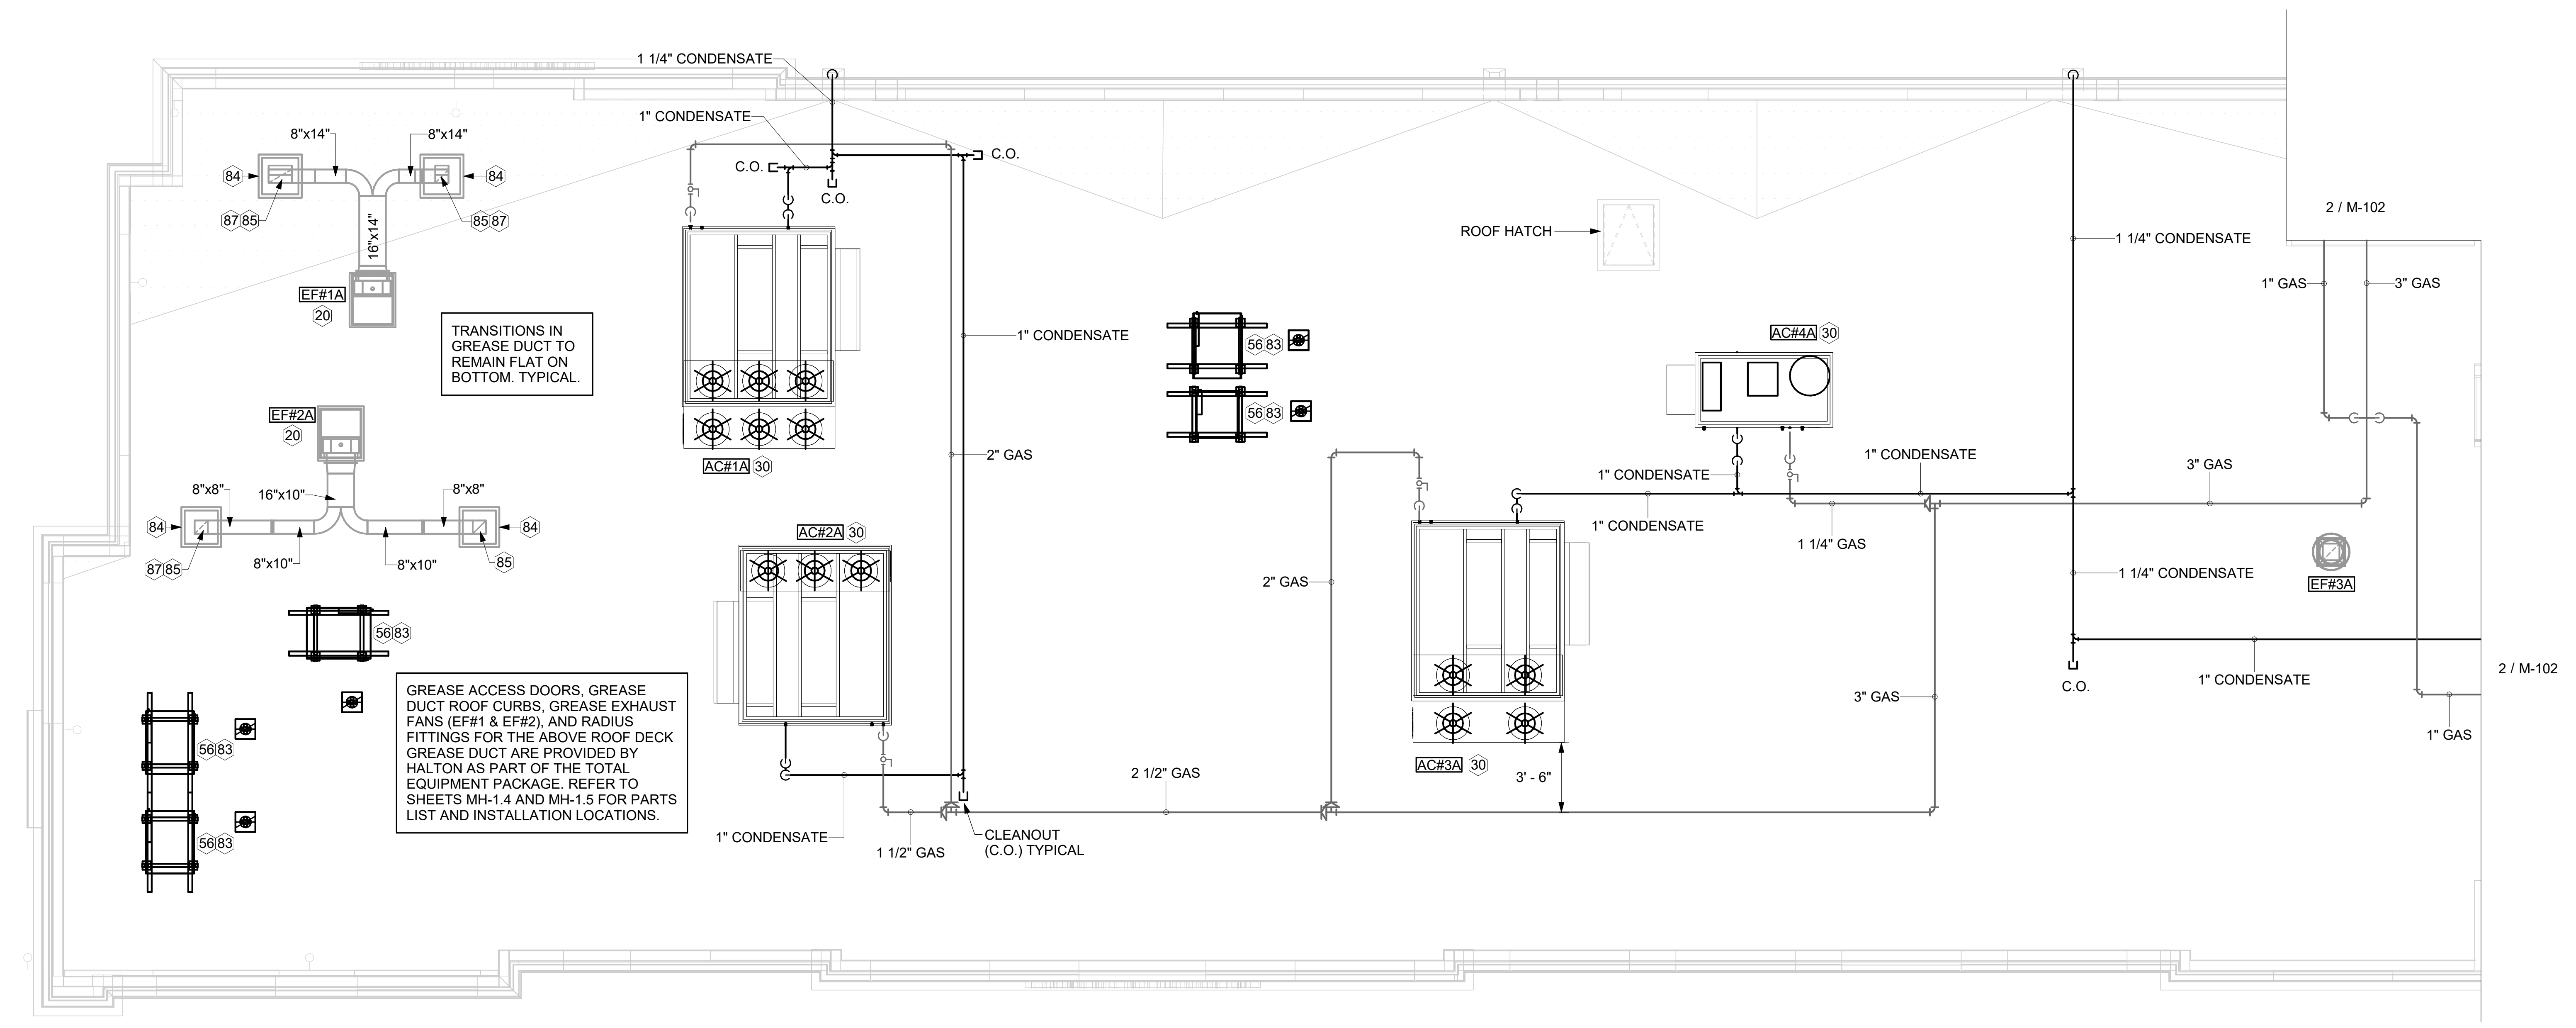 1 1/4" CONDENSATE
1" CONDENSATE
8"x14"
8"x14"
C.O.
C.O.
C.O.
84
84
87 85
85 87
16"x14"
2 / M-102
ROOF HATCH
1 1/4" CONDENSATE
1" GAS
3" GAS
EF#1A
20
TRANSITIONS IN
GREASE DUCT TO
REMAIN FLAT ON
BOTTOM. TYPICAL.
1" CONDENSATE
56 83
AC#4A 30
56 83
EF#2A
20
AC#1A 30
2" GAS
1" CONDENSATE
1" CONDENSATE
3" GAS
8"x8"
16"x10"
8"x8"
84
84
1" CONDENSATE
1 1/4" GAS
AC#2A 30
87 85
8"x10"
8"x10"
85
2" GAS
1 1/4" CONDENSATE
EF#3A
56 83
2 / M-102
C.O.
1" CONDENSATE
3" GAS
GREASE ACCESS DOORS, GREASE
DUCT ROOF CURBS, GREASE EXHAUST
FANS (EF#1 & EF#2), AND RADIUS
FITTINGS FOR THE ABOVE ROOF DECK
GREASE DUCT ARE PROVIDED BY
HALTON AS PART OF THE TOTAL
EQUIPMENT PACKAGE. REFER TO
SHEETS MH-1.4 AND MH-1.5 FOR PARTS
LIST AND INSTALLATION LOCATIONS.
1" GAS
56 83
AC#3A 30
3' - 6"
2 1/2" GAS
56 83
1" CONDENSATE
1 1/2" GAS
CLEANOUT
(C.O.) TYPICAL